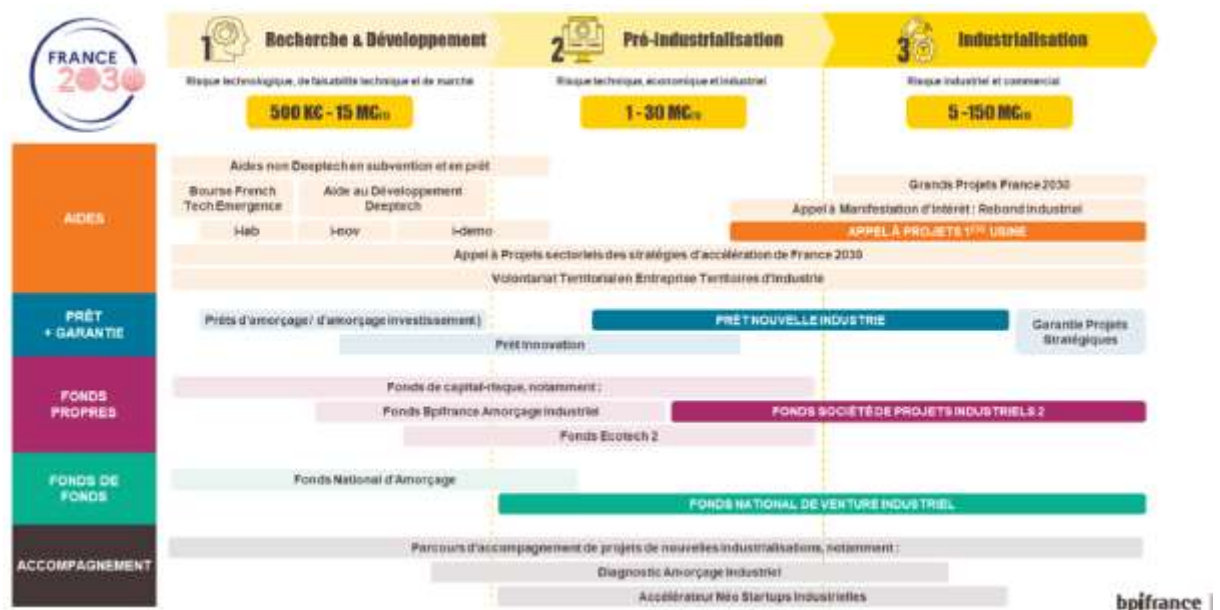 FRANCE
2030
1 Recherche & Développement
2 Pré-Industrialisation
3 Industrialisation
Risque technologique, de faisabilité technique et de marché
Risque technique, economique et industriel
Risque industriel et commercial
500 K€ - 15 M€(1)
1 - 30 M€(1)
5 -150 M€(1)
AIDES
Aides non Deeptech en subvention et en prêt
Bourse French
Tech Emergence
Aide au Développement
Deeptech
Grands Projets France 2030
Appel à Manifestation d'Intérêt : Rebond Industriel
i-lab
i-nov
i-demo
APPEL À PROJETS 1ÈRE USINE
Appel à Projets sectoriels des stratégies d'accélération de France 2030
Volontariat Territorial en Entreprise Territoires d'Industrie
PRÊT
+ GARANTIE
Prêts d'amorçage/ d'amorçage investissement)
PRÊT NOUVELLE INDUSTRIE
Garantie Projets
Stratégiques
Prêt Innovation
FONDS
PROPRES
Fonds de capital-risque, notamment :
Fonds Bpifrance Amorçage Industriel
FONDS SOCIÉTÉ DE PROJETS INDUSTRIELS 2
Fonds Ecotech 2
FONDS DE
FONDS
Fonds National d'Amorçage
FONDS NATIONAL DE VENTURE INDUSTRIEL
ACCOMPAGNEMENT
Parcours d'accompagnement de projets de nouvelles industrialisations, notamment :
Diagnostic Amorçage Industriel
Accélérateur Néo Startups Industrielles
bpifrance